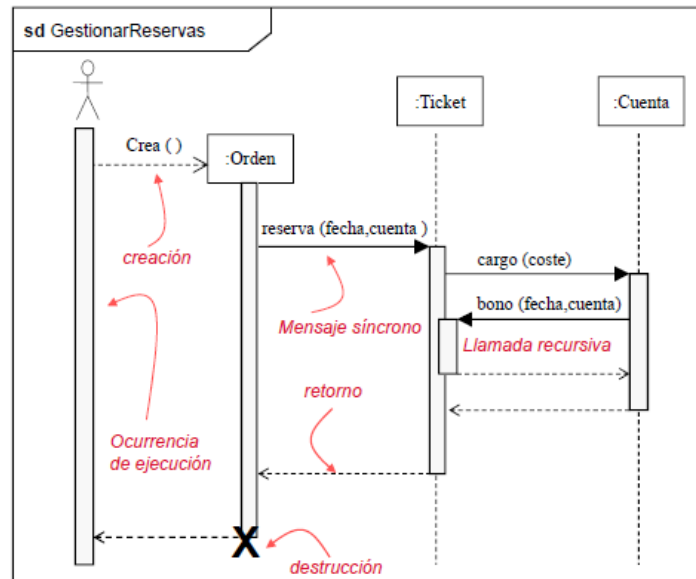 sd GestionarReservas
:Ticket
:Cuenta
Crea ( )
:Orden
reserva (fecha,cuenta )
cargo (coste)
creación
bono (fecha,cuenta)
Mensaje síncrono
Llamada recursiva
retorno
Ocurrencia
de ejecución
X
destrucción